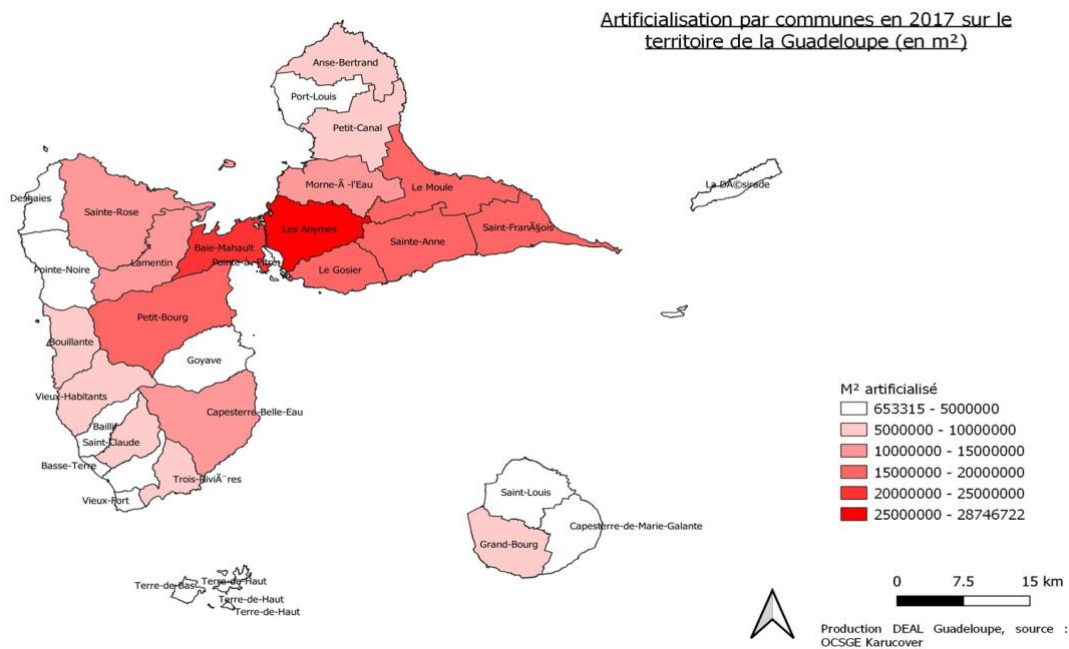 Artificialisation par communes en 2017 sur le
territoire de la Guadeloupe (en m²)
Anse-Bertrand
Port-Louis
Petit-Canal
Morne-Ã -l'Eau
Le Moule
La DÃ©sirade
Deshaies
Sainte-Rose
Les Abymes
Saint-FranÃ§ois
Baie-Mahault
Sainte-Anne
Lamentin
Pointe-à-Pitre
Pointe-Noire
Le Gosier
Petit-Bourg
Bouillante
Goyave
Vieux-Habitants
Capesterre-Belle-Eau
Baillif
Saint-Claude
Basse-Terre
Trois-RiviÃ¨res
Vieux-Fort
Saint-Louis
Capesterre-de-Marie-Galante
Grand-Bourg
Terre-de-Bas
Terre-de-Haut
Terre-de-Haut
Terre-de-Haut
M² artificialisé
653315 - 5000000
5000000 - 10000000
10000000 - 15000000
15000000 - 20000000
20000000 - 25000000
25000000 - 28746722
0 7.5 15 km
Production DEAL Guadeloupe, source :
OCSGE Karucover